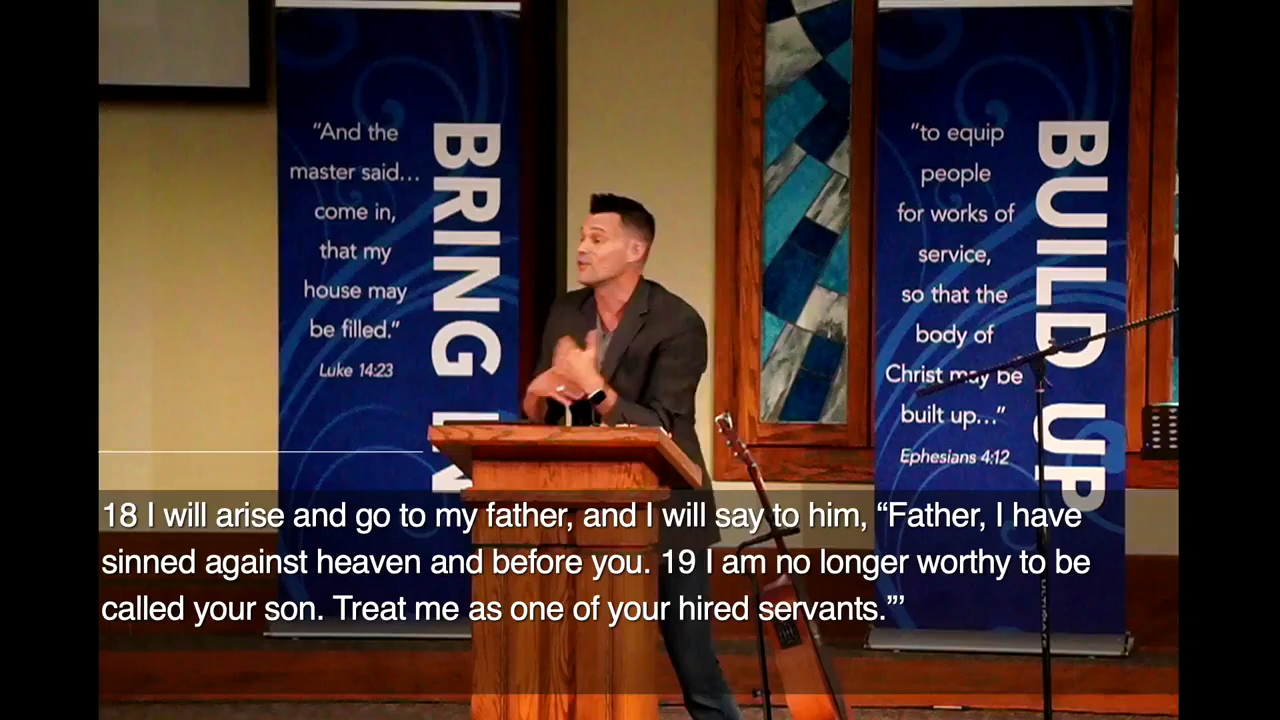 “And the
master said…
come in,
that my
house may
be filled.”
Luke 14:23
BRING
“to equip
people
for works of
service,
so that the
body of
Christ may be
built up…”
Ephesians 4:12
BUILD UP
18 I will arise and go to my father, and I will say to him, “Father, I have
sinned against heaven and before you. 19 I am no longer worthy to be
called your son. Treat me as one of your hired servants.”’